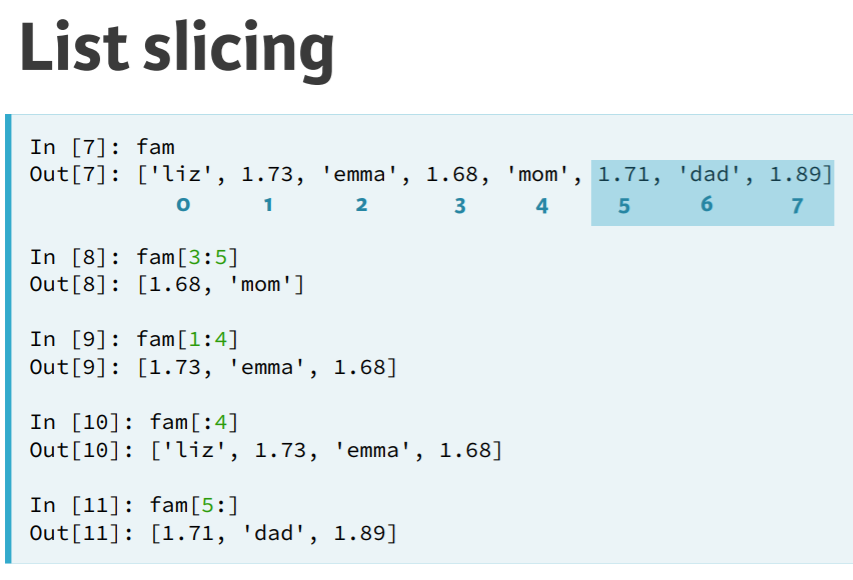 List slicing
In [7]: fam
Out[7]: ['liz', 1.73, 'emma', 1.68, 'mom', 1.71, 'dad', 1.89]
0 1 2 3 4 5 6 7
In [8]: fam[3:5]
Out[8]: [1.68, 'mom']
In [9]: fam[1:4]
Out[9]: [1.73, 'emma', 1.68]
In [10]: fam[:4]
Out[10]: ['liz', 1.73, 'emma', 1.68]
In [11]: fam[5:]
Out[11]: [1.71, 'dad', 1.89]